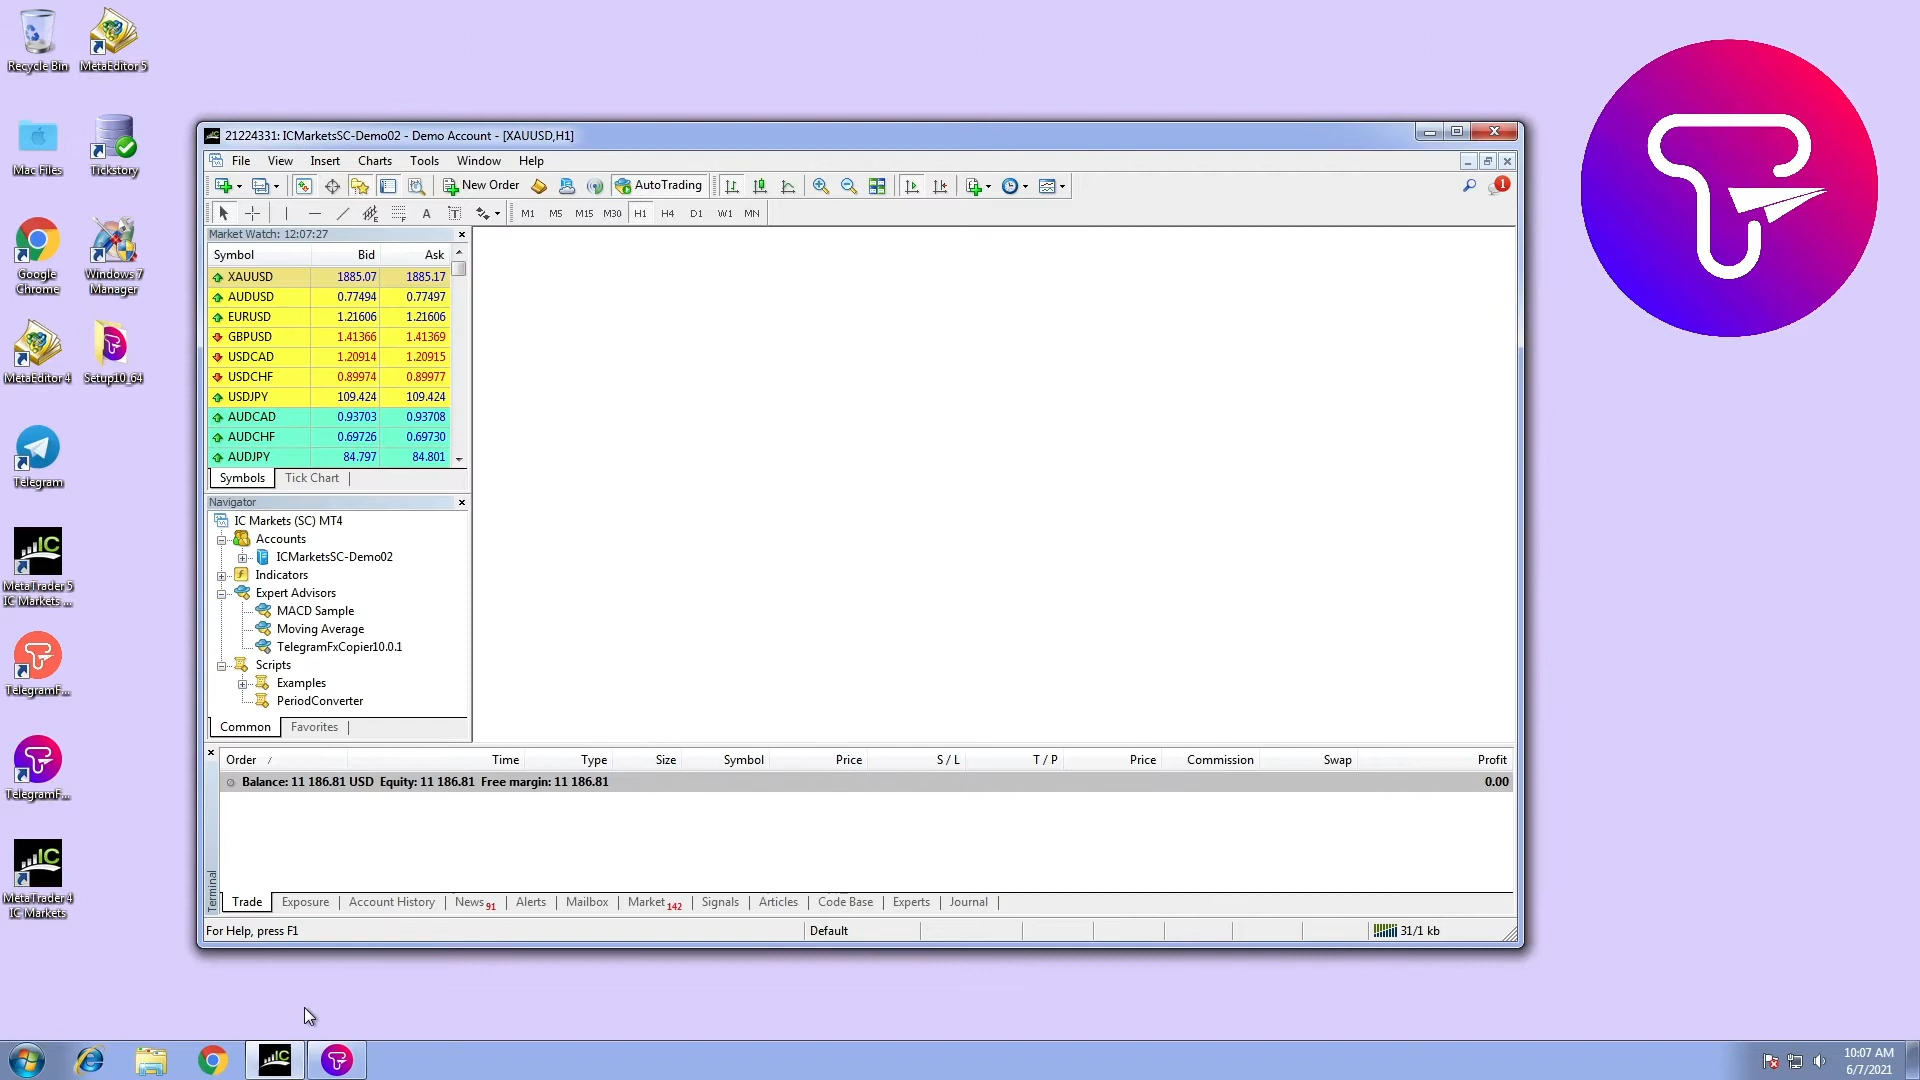 Recycle Bin
MetaEditor 5
Mac Files
Tickstory
Google
Chrome
Windows 7
Manager
MetaEditor 4
Setup10_64
Telegram
MetaTrader 5
IC Markets ...
TelegramF...
TelegramF...
MetaTrader 4
IC Markets
21224331: ICMarketsSC-Demo02 - Demo Account - [XAUUSD,H1]
File View Insert Charts Tools Window Help
New Order AutoTrading 1
A T M1 M5 M15 M30 H1 H4 D1 W1 MN
Market Watch: 12:07:27
Symbol Bid Ask
XAUUSD 1885.07 1885.17
AUDUSD 0.77494 0.77497
EURUSD 1.21606 1.21606
GBPUSD 1.41366 1.41369
USDCAD 1.20914 1.20915
USDCHF 0.89974 0.89977
USDJPY 109.424 109.424
AUDCAD 0.93703 0.93708
AUDCHF 0.69726 0.69730
AUDJPY 84.797 84.801
Symbols Tick Chart
Navigator
IC Markets (SC) MT4
Accounts
ICMarketsSC-Demo02
Indicators
Expert Advisors
MACD Sample
Moving Average
TelegramFxCopier10.0.1
Scripts
Examples
PeriodConverter
Common Favorites
Order / Time Type Size Symbol Price S / L T / P Price Commission Swap Profit
Balance: 11 186.81 USD Equity: 11 186.81 Free margin: 11 186.81 0.00
Terminal
Trade Exposure Account History News 91 Alerts Mailbox Market 142 Signals Articles Code Base Experts Journal
For Help, press F1 Default 31/1 kb
10:07 AM
6/7/2021